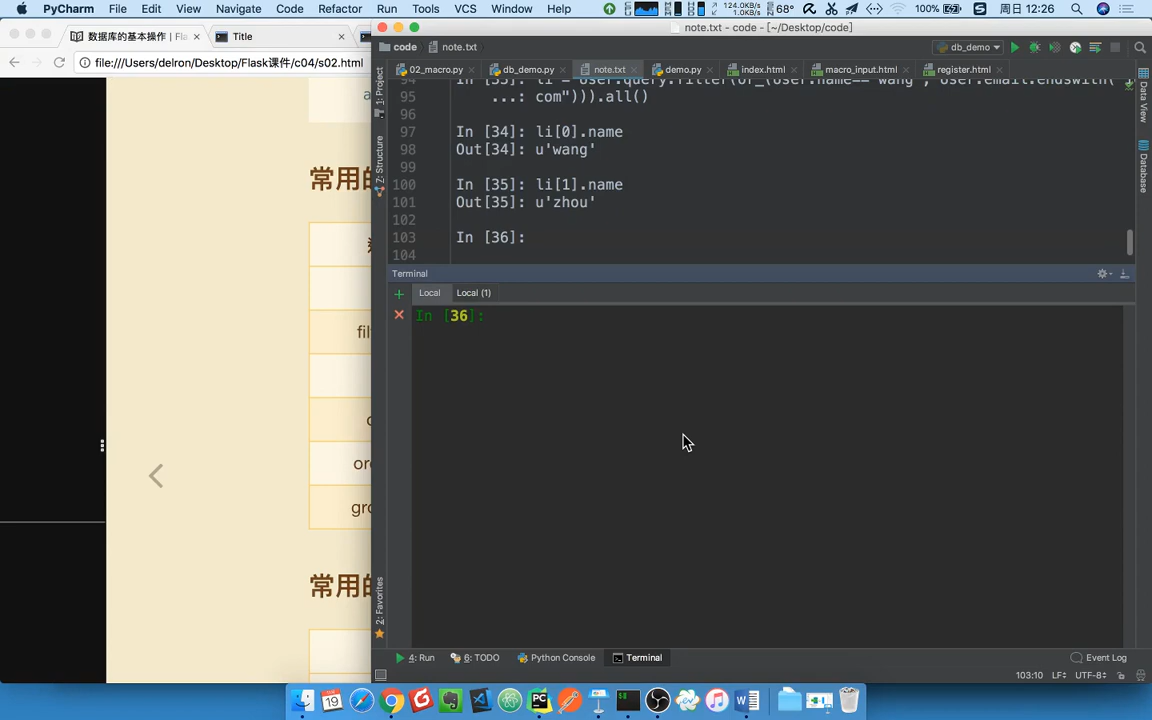 PyCharm File Edit View Navigate Code Refactor Run Tools VCS Window Help 124.0KB/s 68° 100% 周日 12:26
数据库的基本操作 | Fla
Title
file:///Users/delron/Desktop/Flask课件/c04/s02.html
note.txt - code - [~/Desktop/code]
code note.txt db_demo
02_macro.py db_demo.py note.txt demo.py index.html macro_input.html register.html
95 ...: com"))).all()
96
97 In [34]: li[0].name
98 Out[34]: u'wang'
99
100 In [35]: li[1].name
101 Out[35]: u'zhou'
102
103 In [36]:
104
1: Project
7: Structure
2: Favorites
Data View
Database
常用的
filt
ord
gro
常用的
Terminal
Local Local (1)
In [36]:
4: Run 6: TODO Python Console Terminal Event Log
103:10 LF÷ UTF-8÷